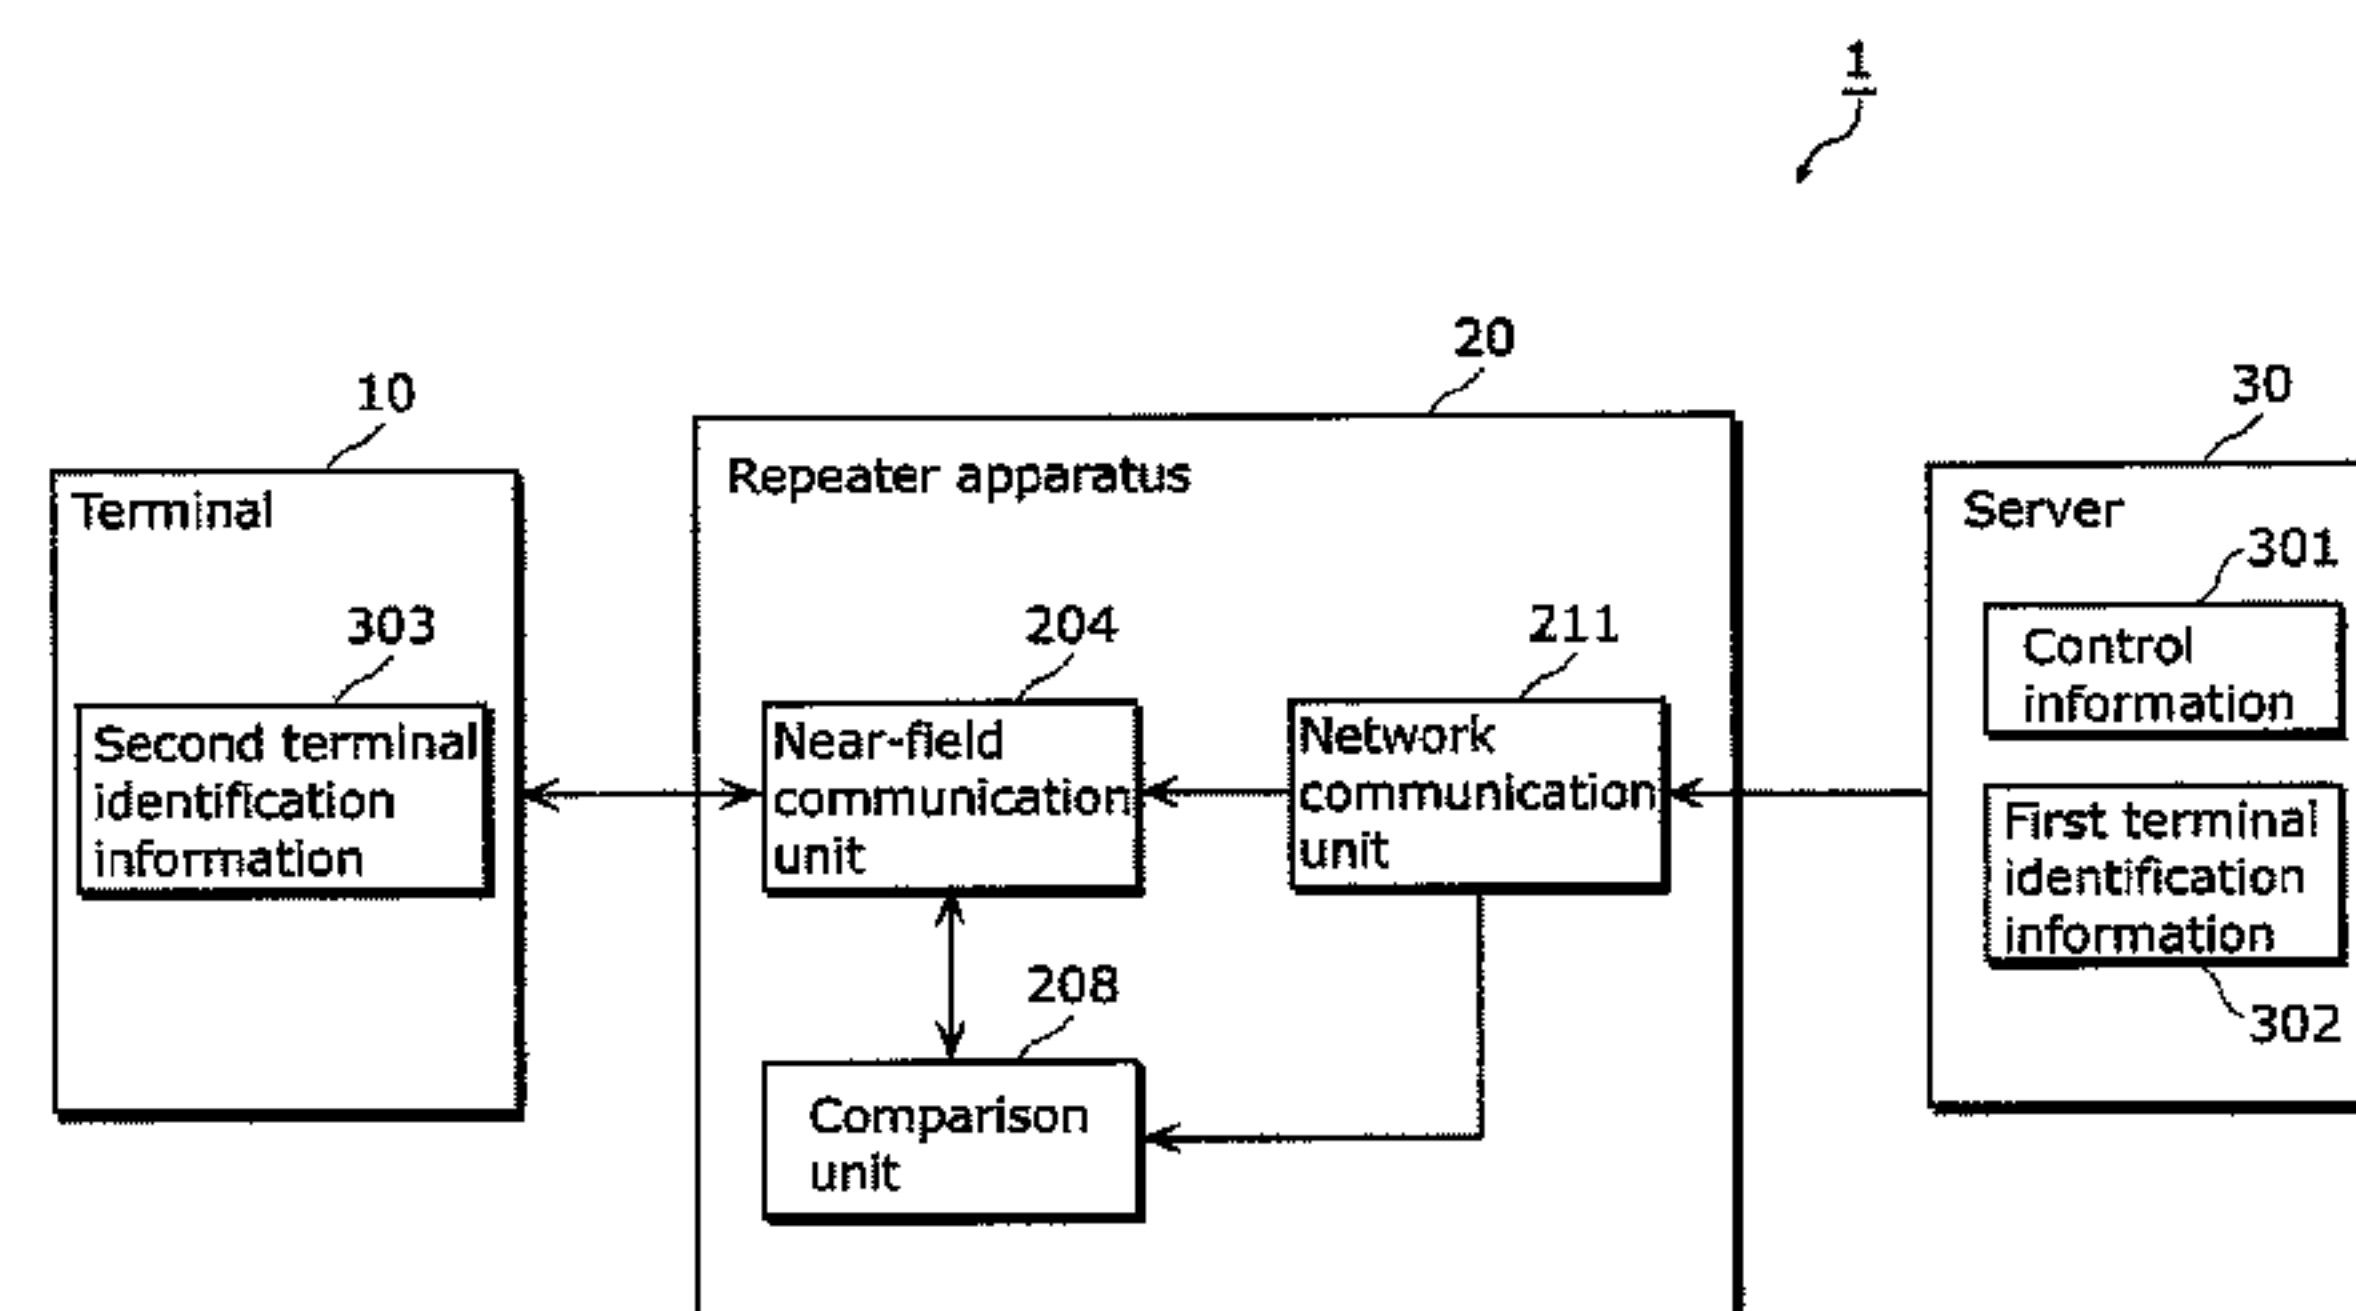 1
20
10
30
Repeater apparatus
Terminal
Server
301
303
204
211
Control
information
Second terminal
identification
information
Near-field
communication
unit
Network
communication
unit
First terminal
identification
information
208
302
Comparison
unit